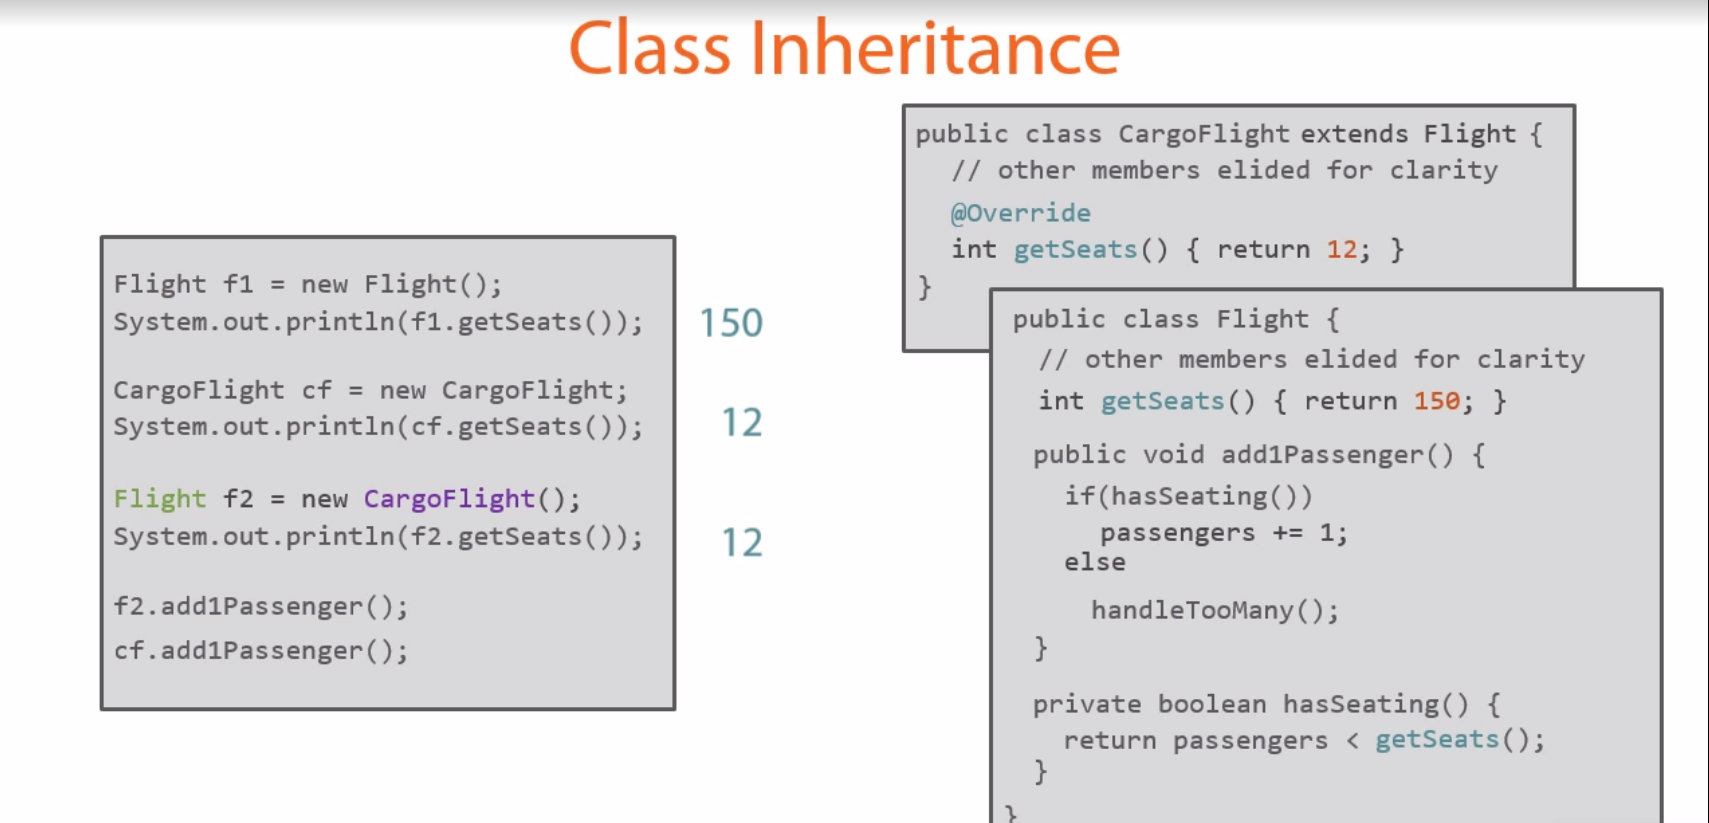 Class Inheritance
Flight f1 = new Flight();
System.out.println(f1.getSeats());
150
CargoFlight cf = new CargoFlight;
System.out.println(cf.getSeats());
12
Flight f2 = new CargoFlight();
System.out.println(f2.getSeats());
12
f2.add1Passenger();
cf.add1Passenger();
public class CargoFlight extends Flight {
// other members elided for clarity
@Override
int getSeats() { return 12; }
}
public class Flight {
// other members elided for clarity
int getSeats() { return 150; }
public void add1Passenger() {
if(hasSeating())
passengers += 1;
else
handleTooMany();
}
private boolean hasSeating() {
return passengers < getSeats();
}
}